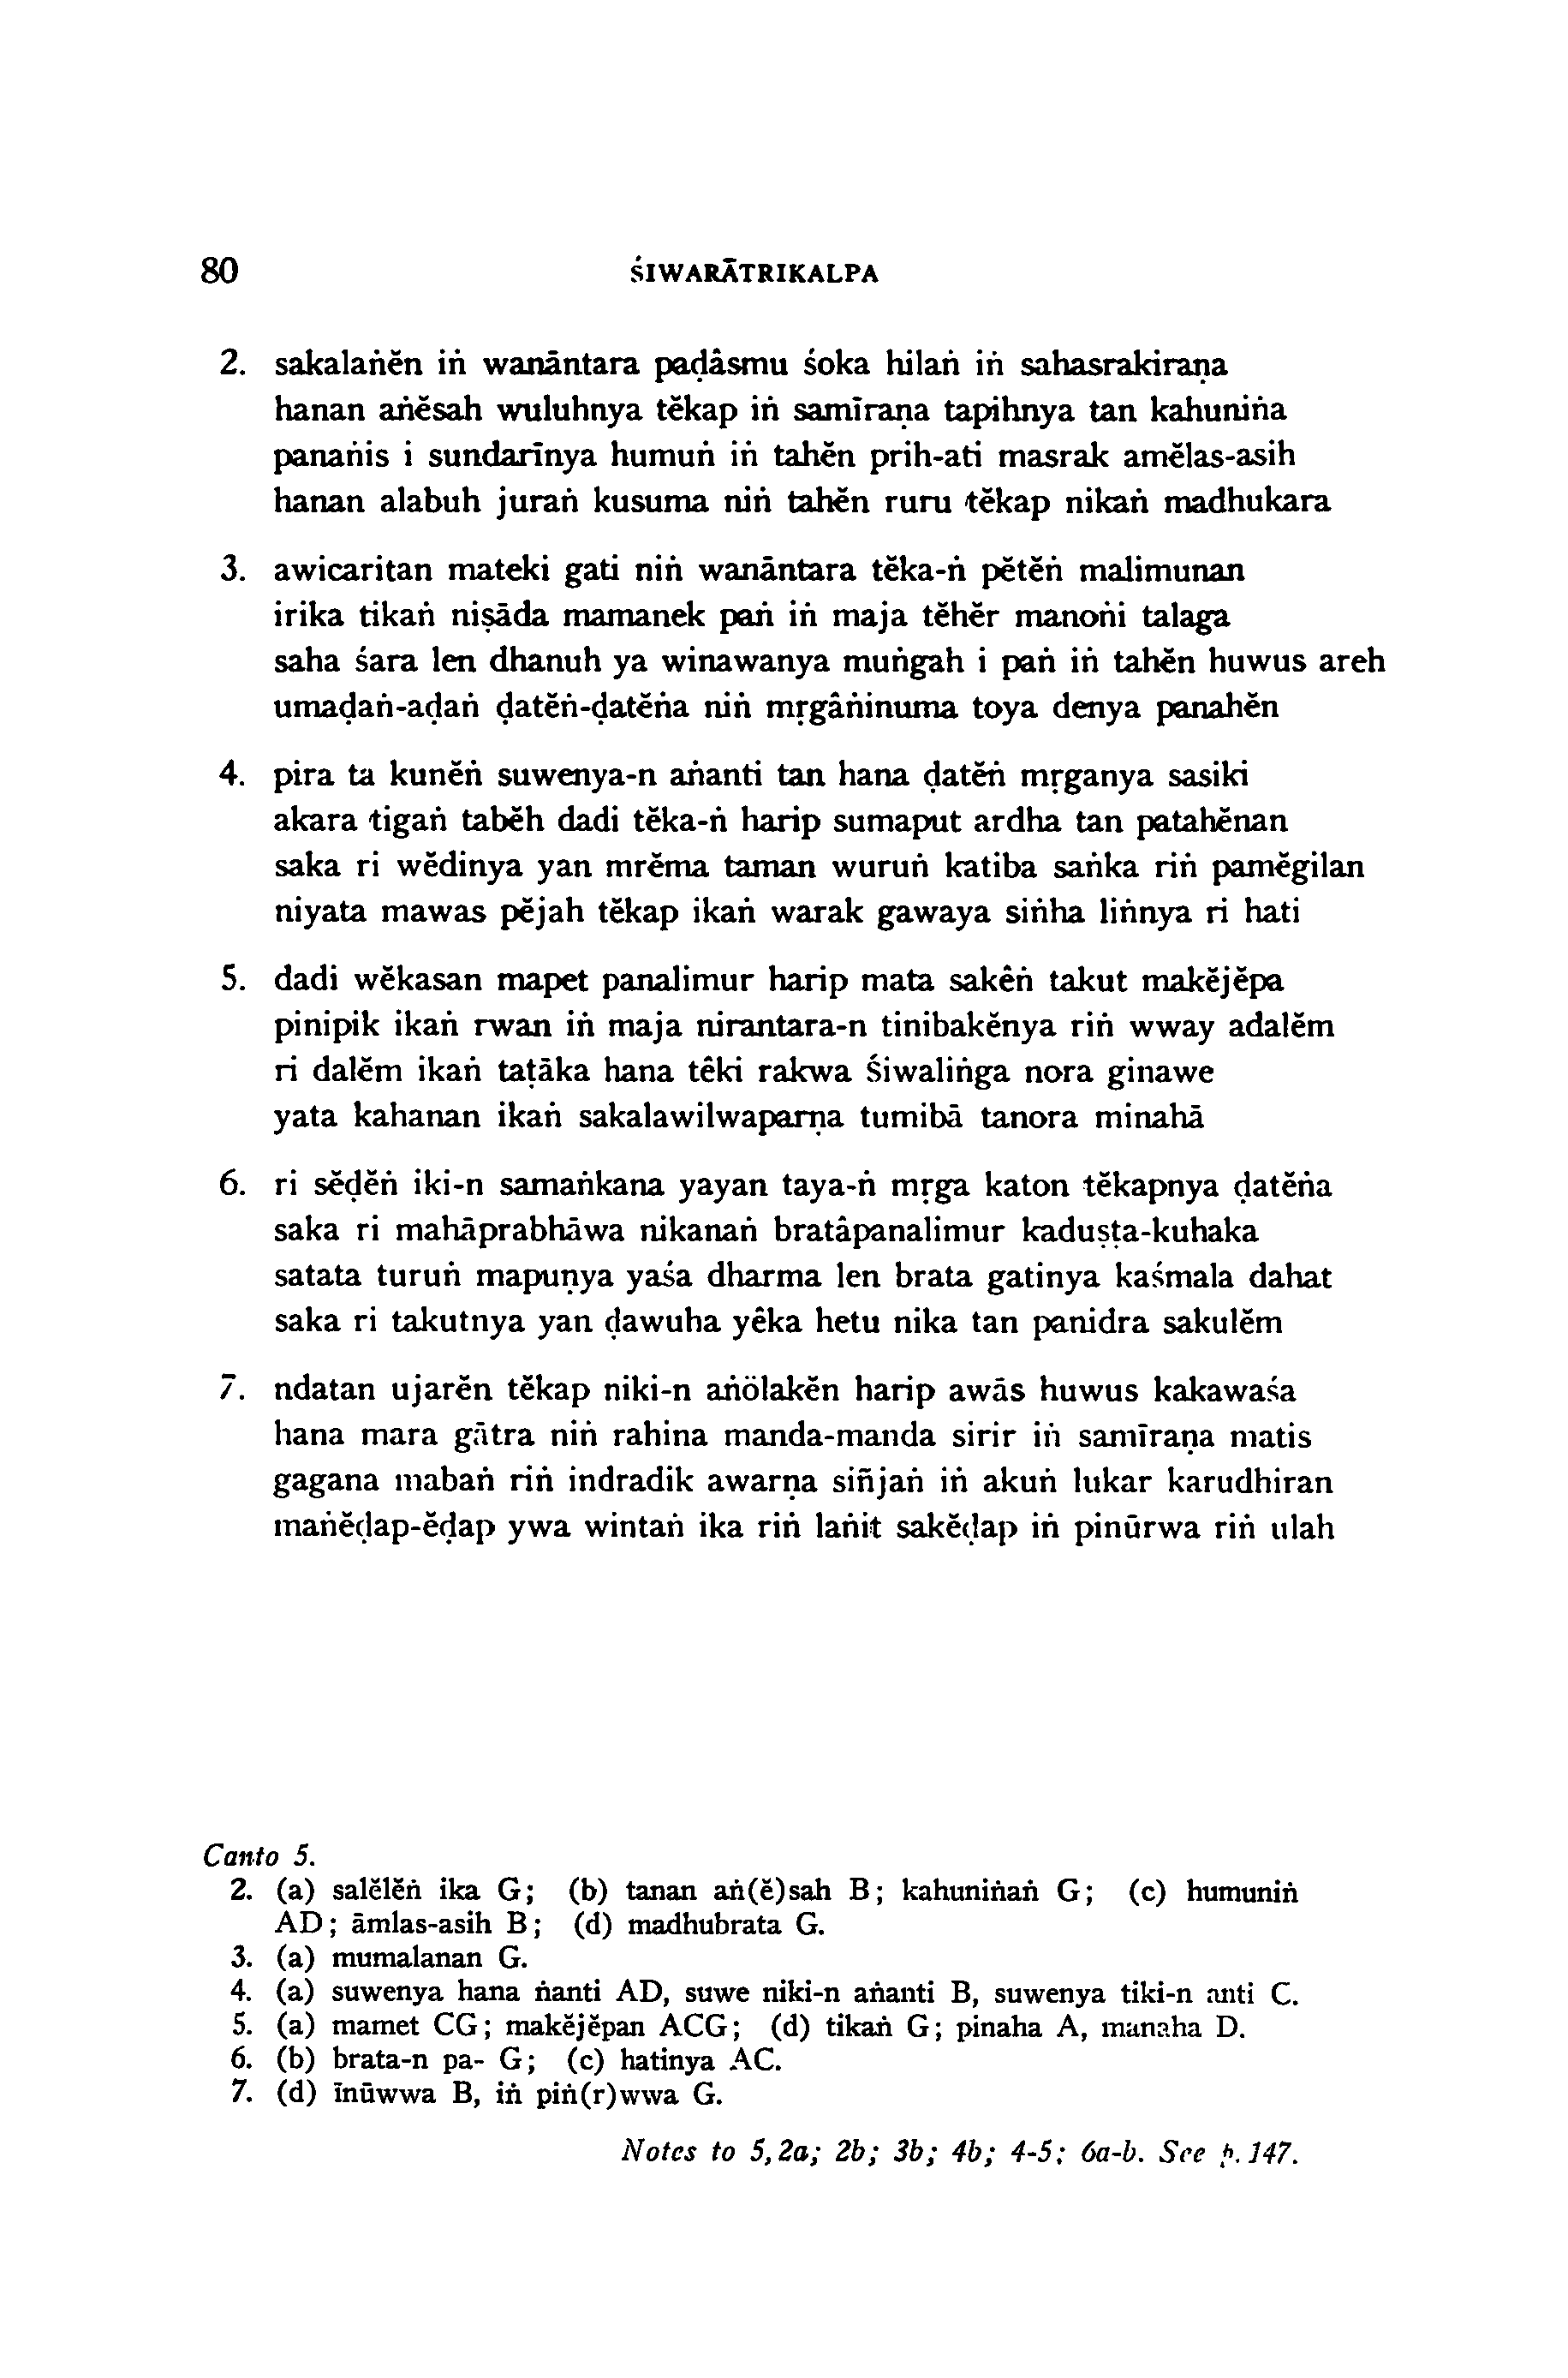 80 ŚIWARĀTRIKALPA
2. sakalaṅĕn iṅ wanāntara paḍâsmu śoka hilaṅ iṅ sahasrakiraṇa
hanan aṅĕsah wuluhnya tĕkap iṅ samīraṇa tapihnya tan kahuniṅa
panaṅis i sundarīnya humuṅ iṅ tahĕn prih-ati masrak amĕlas-asih
hanan alabuh juraṅ kusuma niṅ tahĕn ruru tĕkap nikaṅ madhukara
3. awicaritan mateki gati niṅ wanāntara tĕka-ṅ pĕtĕṅ malimunan
irika tikaṅ niṣāda mamanek paṅ iṅ maja tĕhĕr manoṅi talaga
saha śara len dhanuh ya winawanya muṅgah i paṅ iṅ tahĕn huwus areh
umaḍaṅ-aḍaṅ ḍatĕṅ-ḍatĕṅa niṅ mṛgâṅinuma toya denya panahĕn
4. pira ta kunĕṅ suwenya-n aṅanti tan hana ḍatĕṅ mṛganya sasiki
akara tigaṅ tabĕh dadi tĕka-ṅ harip sumaput ardha tan patahĕnan
saka ri wĕdinya yan mrĕma taman wuruṅ katiba saṅka riṅ pamĕgilan
niyata mawas pĕjah tĕkap ikaṅ warak gawaya siṅha liṅnya ri hati
5. dadi wĕkasan mapet panalimur harip mata sakêṅ takut makĕjĕpa
pinipik ikaṅ rwan iṅ maja nirantara-n tinibakĕnya riṅ wway adalĕm
ri dalĕm ikaṅ taṭāka hana têki rakwa Śiwaliṅga nora ginawe
yata kahanan ikaṅ sakalawilwaparṇa tumibā tanora minahā
6. ri sĕḍĕṅ iki-n samaṅkana yayan taya-ṅ mṛga katon tĕkapnya ḍatĕṅa
saka ri mahāprabhāwa nikanaṅ bratâpanalimur kaduṣṭa-kuhaka
satata turuṅ mapuṇya yaśa dharma len brata gatinya kaśmala dahat
saka ri takutnya yan ḍawuha yêka hetu nika tan panidra sakulĕm
7. ndatan ujarĕn tĕkap niki-n aṅölakĕn harip awās huwus kakawaśa
hana mara gātra niṅ rahina manda-manda sirir iṅ samīraṇa matis
gagana mabaṅ riṅ indradik awarṇa siñjaṅ iṅ akuṅ lukar karudhiran
maṅĕḍap-ĕḍap ywa wintaṅ ika riṅ laṅit sakĕḍap iṅ pinūrwa riṅ ulah
Canto 5.
2. (a) salĕlĕṅ ika G; (b) tanan aṅ(ĕ)sah B; kahuniṅaṅ G; (c) humuniṅ
AD; āmlas-asih B; (d) madhubrata G.
3. (a) mumalanan G.
4. (a) suwenya hana ṅanti AD, suwe niki-n aṅanti B, suwenya tiki-n anti C.
5. (a) mamet CG; makĕjĕpan ACG; (d) tikaṅ G; pinaha A, manaha D.
6. (b) brata-n pa- G; (c) hatinya AC.
7. (d) īnūwwa B, iṅ piṅ(r)wwa G.
Notes to 5,2a; 2b; 3b; 4b; 4-5; 6a-b. See p. 147.